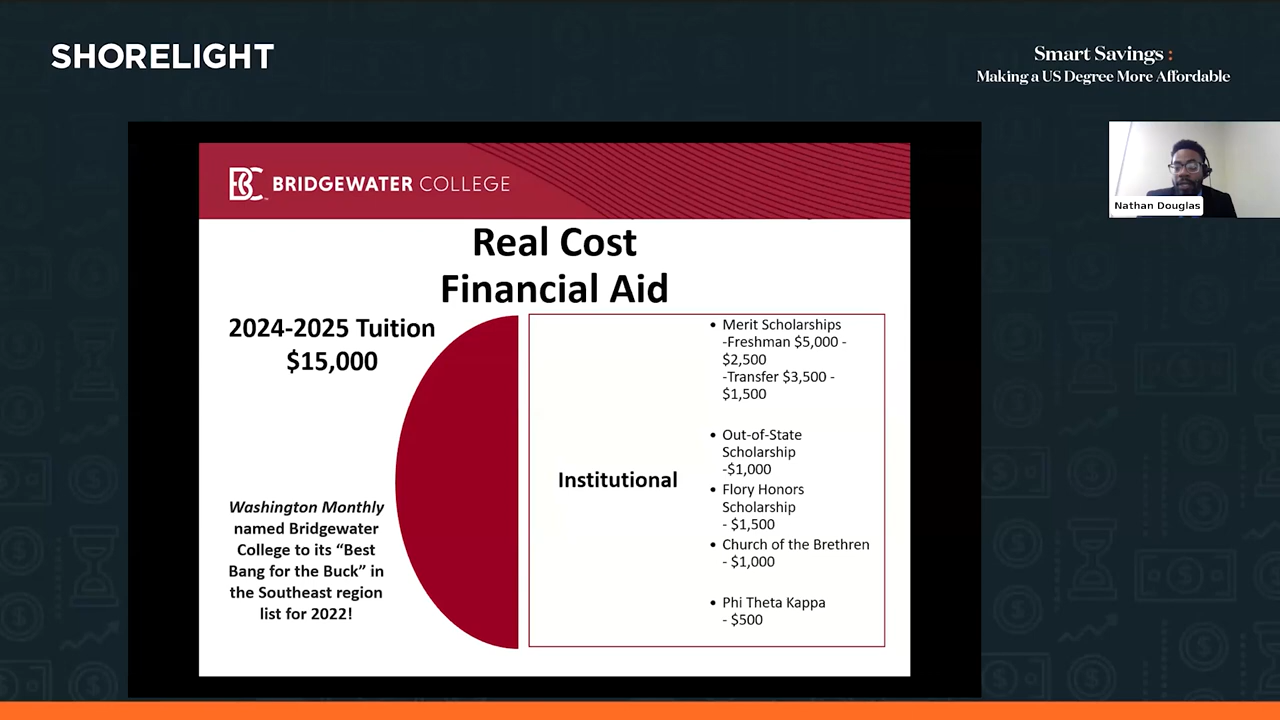 SHORELIGHT
Smart Savings :
Making a US Degree More Affordable
BC BRIDGEWATER COLLEGE
Real Cost
Financial Aid
2024-2025 Tuition
$15,000
Washington Monthly
named Bridgewater
College to its “Best
Bang for the Buck” in
the Southeast region
list for 2022!
Institutional
• Merit Scholarships
-Freshman $5,000 -
$2,500
-Transfer $3,500 -
$1,500
• Out-of-State
Scholarship
-$1,000
• Flory Honors
Scholarship
- $1,500
• Church of the Brethren
- $1,000
• Phi Theta Kappa
- $500
Nathan Douglas